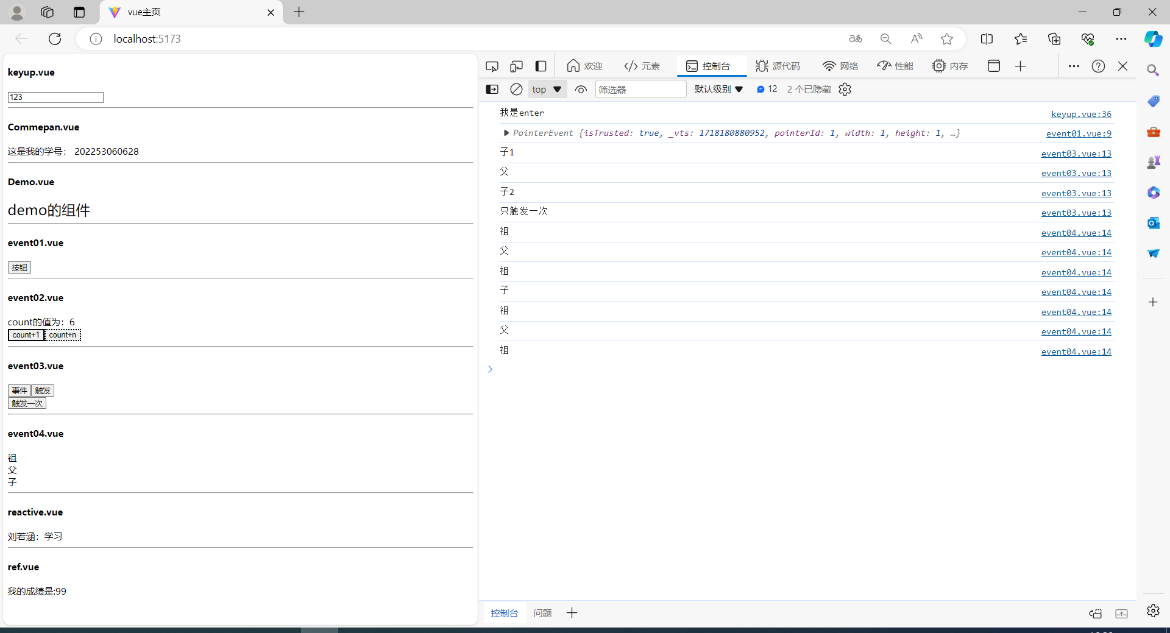 vue主页
localhost:5173
keyup.vue
123
Commepan.vue
这是我的学号： 202253060628
Demo.vue
demo的组件
event01.vue
按钮
event02.vue
count的值为：6
count+1 count+n
event03.vue
事件 触发
触发一次
event04.vue
祖
父
子
reactive.vue
刘若涵：学习
ref.vue
我的成绩是:99
欢迎 元素 控制台 源代码 网络 性能 内存
top 筛选器 默认级别 12 2 个已隐藏
我是enter keyup.vue:36
PointerEvent {isTrusted: true, _vts: 1718180880952, pointerId: 1, width: 1, height: 1, …} event01.vue:9
子1 event03.vue:13
父 event03.vue:13
子2 event03.vue:13
只触发一次 event03.vue:13
祖 event04.vue:14
父 event04.vue:14
祖 event04.vue:14
子 event04.vue:14
祖 event04.vue:14
父 event04.vue:14
祖 event04.vue:14
控制台 问题